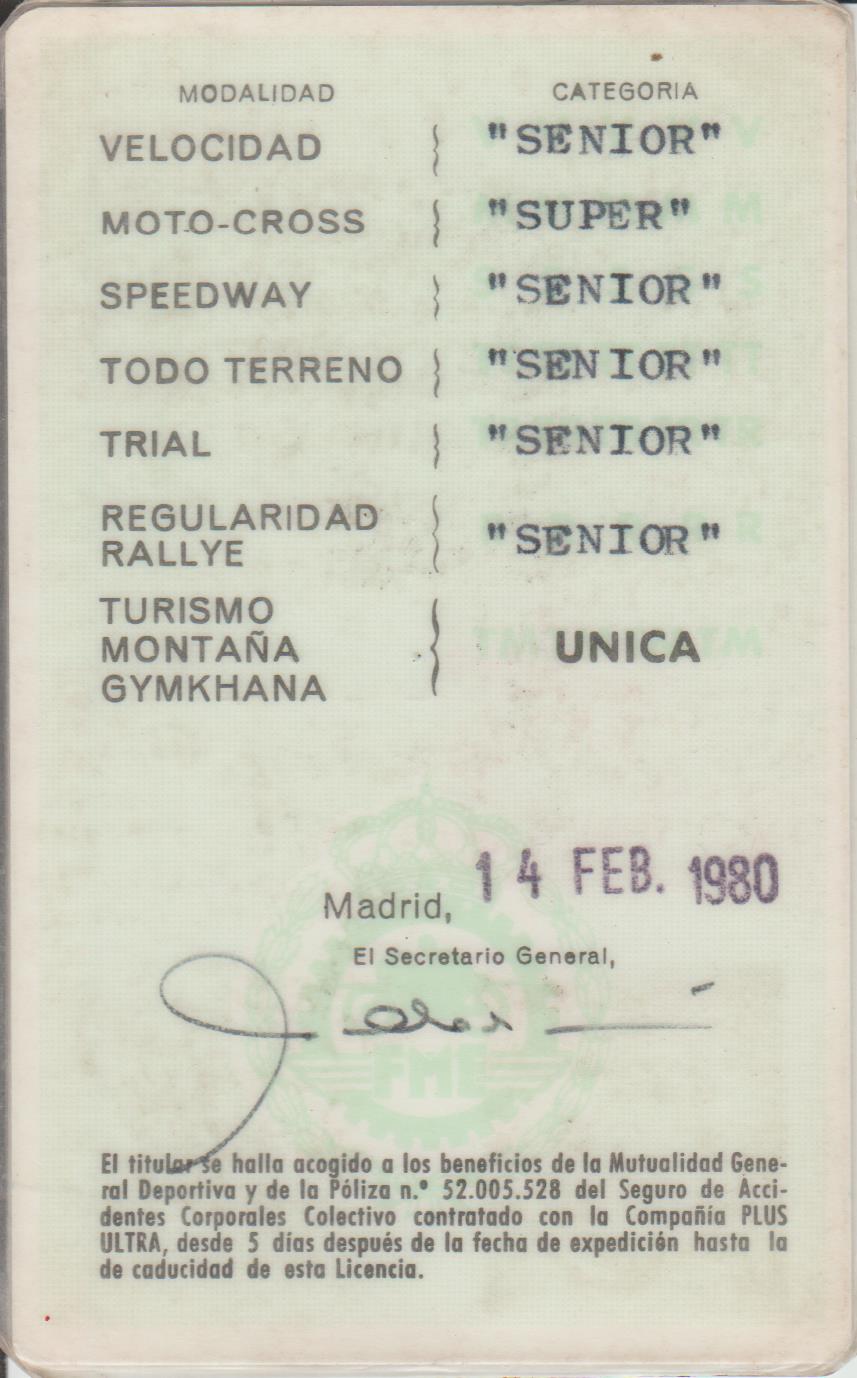 MODALIDAD CATEGORIA
VELOCIDAD "SENIOR"
MOTO-CROSS "SUPER"
SPEEDWAY "SENIOR"
TODO TERRENO "SENIOR"
TRIAL "SENIOR"
REGULARIDAD
RALLYE "SENIOR"
TURISMO
MONTAÑA UNICA
GYMKHANA
Madrid, 14 FEB. 1980
El Secretario General,
FME
El titular se halla acogido a los beneficios de la Mutualidad Gene-
ral Deportiva y de la Póliza n.º 52.005.528 del Seguro de Acci-
dentes Corporales Colectivo contratado con la Compañía PLUS
ULTRA, desde 5 días después de la fecha de expedición hasta la
de caducidad de esta Licencia.